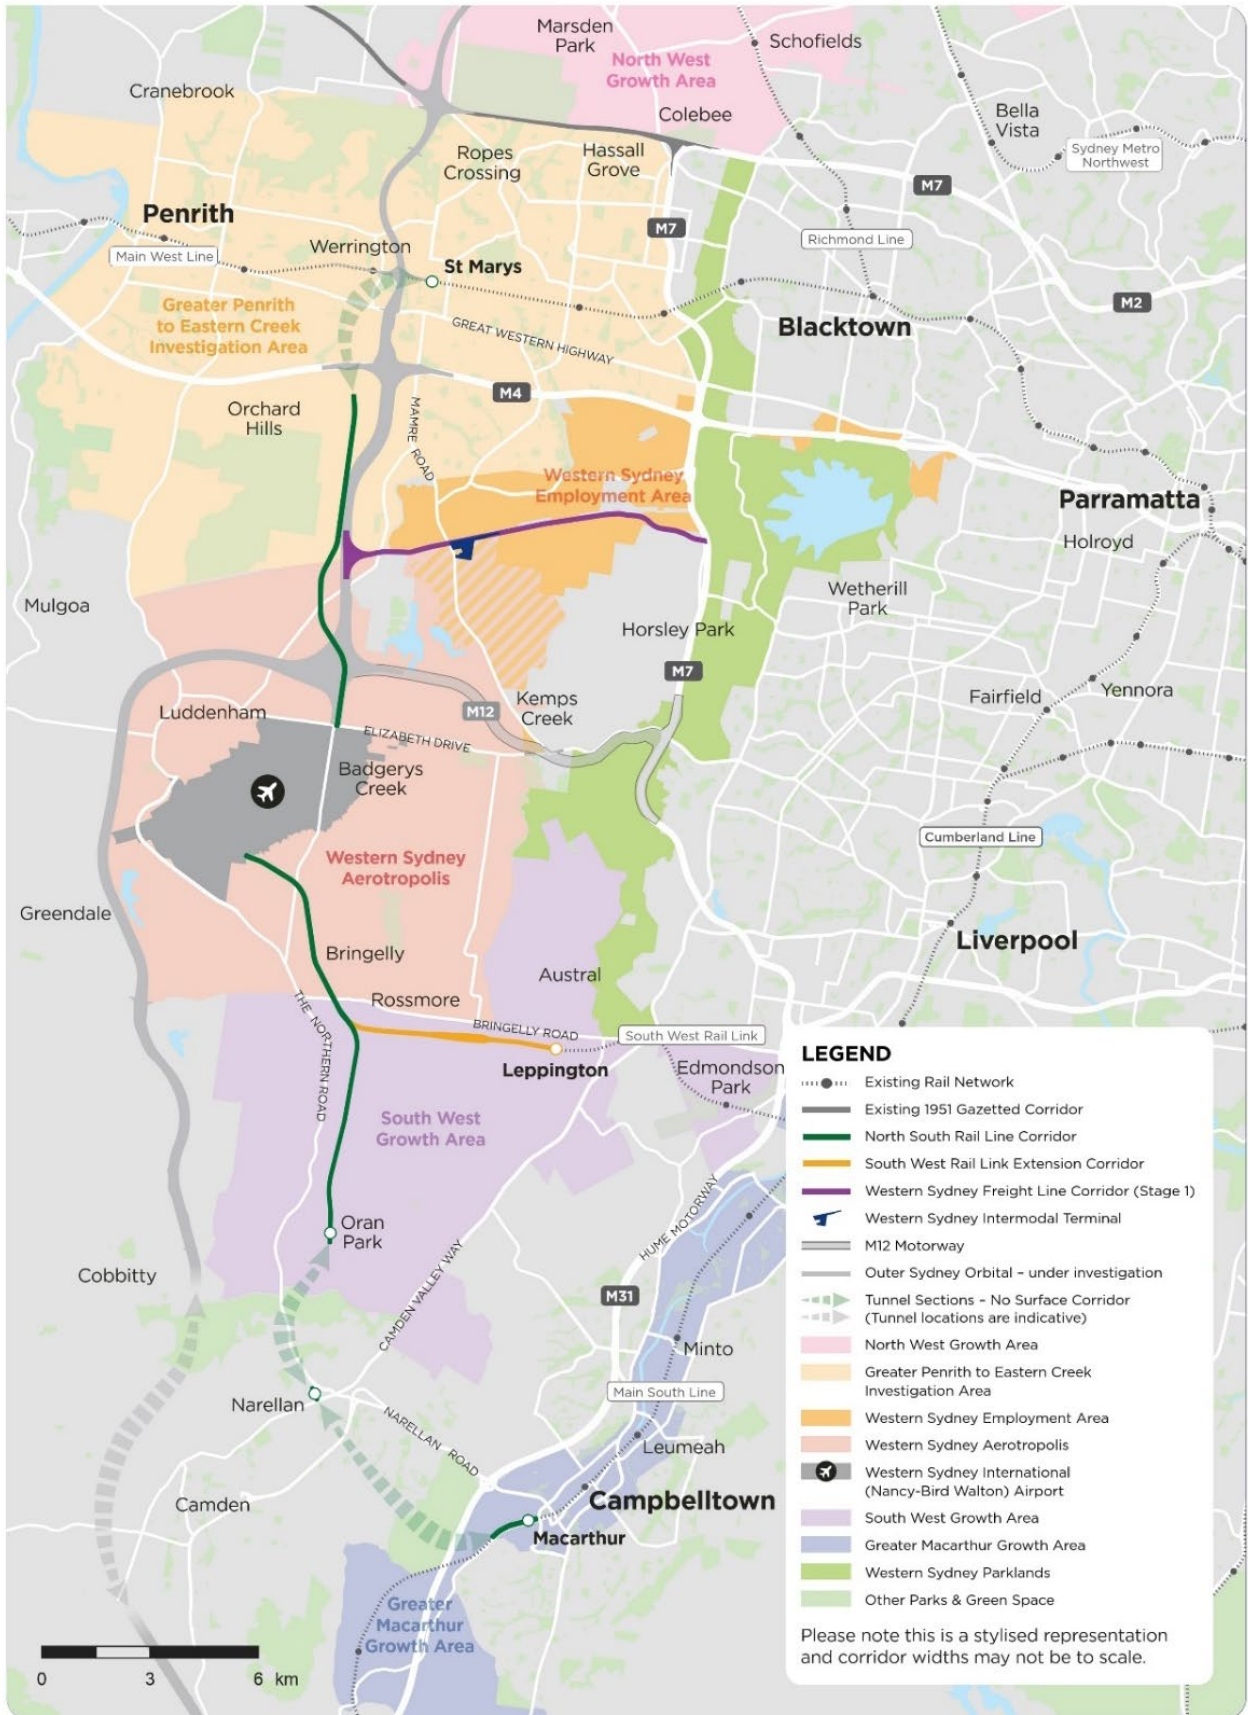 Marsden
Park
Schofields
North West
Growth Area
Cranebrook
Colebee
Bella
Vista
Sydney Metro
Northwest
Ropes
Crossing
Hassall
Grove
M7
Penrith
M7
Richmond Line
Werrington
Main West Line
St Marys
M2
Greater Penrith
to Eastern Creek
Investigation Area
GREAT WESTERN HIGHWAY
Blacktown
M4
Orchard
Hills
MAMRE ROAD
Western Sydney
Employment Area
Parramatta
Holroyd
Mulgoa
Wetherill
Park
Horsley Park
M7
Fairfield
Yennora
Kemps
Creek
M12
Luddenham
ELIZABETH DRIVE
Badgerys
Creek
Cumberland Line
Western Sydney
Aerotropolis
Greendale
Liverpool
Bringelly
Austral
Rossmore
THE NORTHERN ROAD
BRINGELLY ROAD
South West Rail Link
Leppington
Edmondson
Park
South West
Growth Area
HUME MOTORWAY
Oran
Park
CAMDEN VALLEY WAY
Cobbitty
M31
Minto
Main South Line
Narellan
NARELLAN ROAD
Leumeah
Camden
Campbelltown
Macarthur
Greater
Macarthur
Growth Area
0 3 6 km
LEGEND
Existing Rail Network
Existing 1951 Gazetted Corridor
North South Rail Line Corridor
South West Rail Link Extension Corridor
Western Sydney Freight Line Corridor (Stage 1)
Western Sydney Intermodal Terminal
M12 Motorway
Outer Sydney Orbital – under investigation
Tunnel Sections – No Surface Corridor
(Tunnel locations are indicative)
North West Growth Area
Greater Penrith to Eastern Creek
Investigation Area
Western Sydney Employment Area
Western Sydney Aerotropolis
Western Sydney International
(Nancy-Bird Walton) Airport
South West Growth Area
Greater Macarthur Growth Area
Western Sydney Parklands
Other Parks & Green Space
Please note this is a stylised representation
and corridor widths may not be to scale.